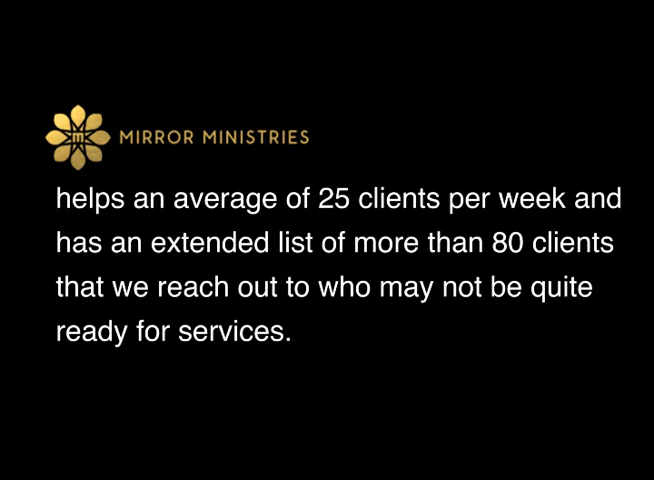 m MIRROR MINISTRIES
helps an average of 25 clients per week and
has an extended list of more than 80 clients
that we reach out to who may not be quite
ready for services.